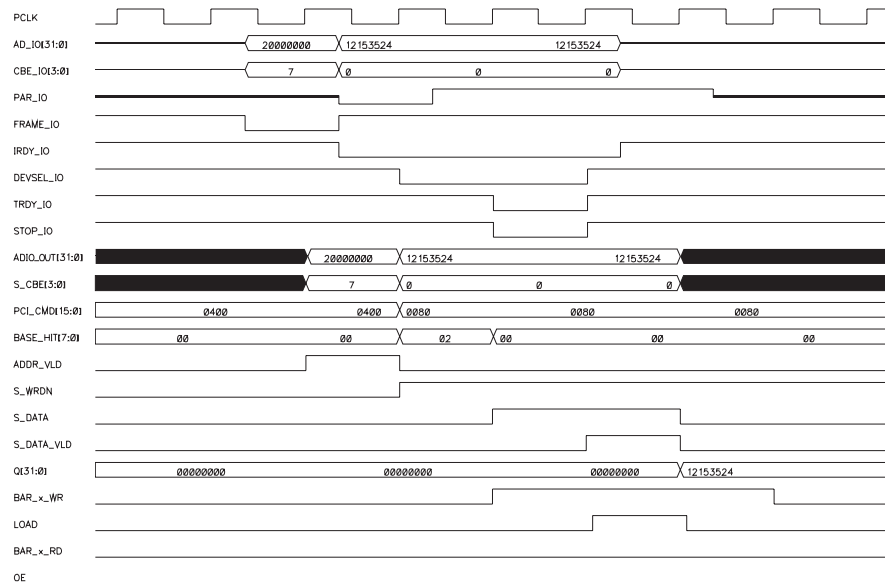 PCLK
AD_IO[31:0] 20000000 12153524 12153524
CBE_IO[3:0] 7 0 0 0
PAR_IO
FRAME_IO
IRDY_IO
DEVSEL_IO
TRDY_IO
STOP_IO
ADIO_OUT[31:0] 20000000 12153524 12153524
S_CBE[3:0] 7 0 0 0
PCI_CMD[15:0] 0400 0400 0080 0080 0080
BASE_HIT[7:0] 00 00 02 00 00 00
ADDR_VLD
S_WRDN
S_DATA
S_DATA_VLD
Q[31:0] 00000000 00000000 00000000 12153524
BAR_x_WR
LOAD
BAR_x_RD
OE